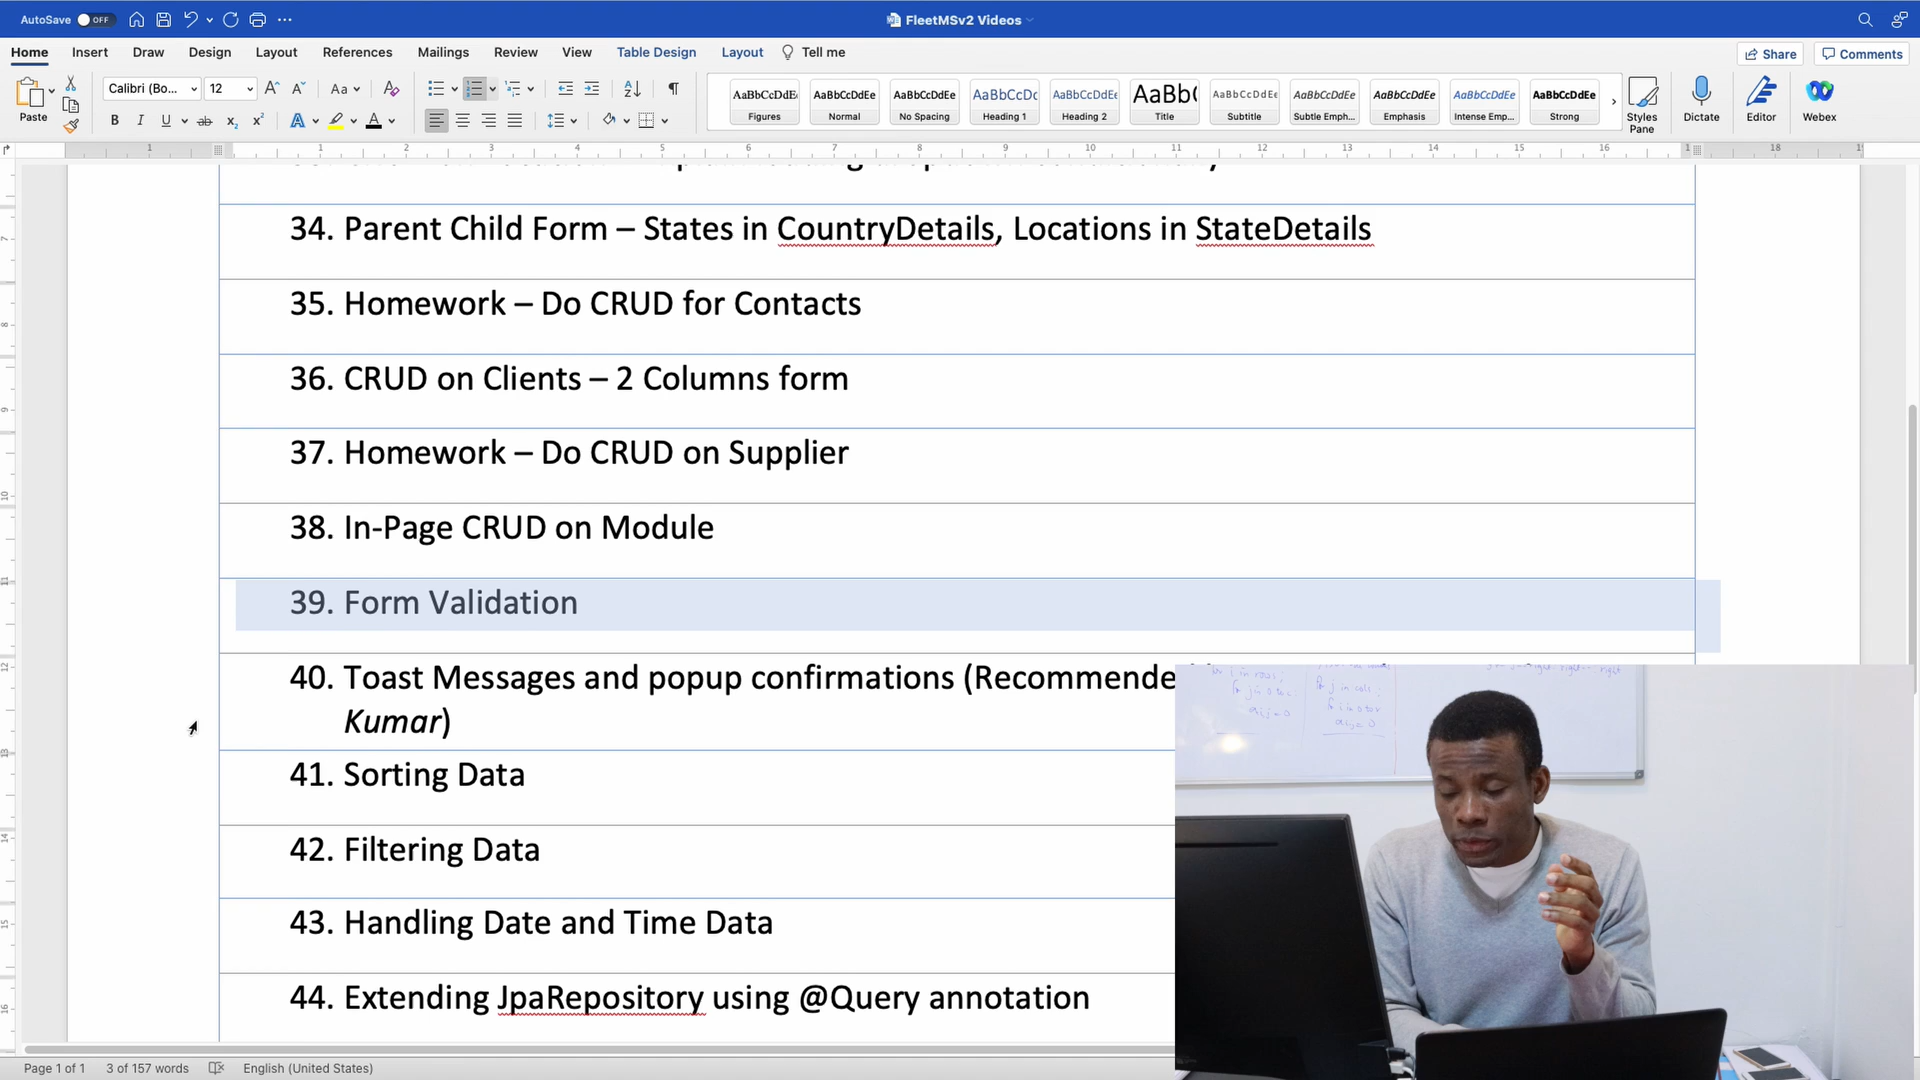 AutoSave OFF
FleetMSv2 Videos
Home Insert Draw Design Layout References Mailings Review View Table Design Layout Tell me
Share Comments
Paste
Calibri (Bo... 12
Aa
AaBbCcDdEe AaBbCcDdEe AaBbCcDdEe AaBbCcDc AaBbCcDdEe AaBb( AaBbCcDdEe AaBbCcDdEe AaBbCcDdEe AaBbCcDdEe AaBbCcDdEe
Figures Normal No Spacing Heading 1 Heading 2 Title Subtitle Subtle Emph... Emphasis Intense Emp... Strong
Styles Pane Dictate Editor Webex
34. Parent Child Form – States in CountryDetails, Locations in StateDetails
35. Homework – Do CRUD for Contacts
36. CRUD on Clients – 2 Columns form
37. Homework – Do CRUD on Supplier
38. In-Page CRUD on Module
39. Form Validation
40. Toast Messages and popup confirmations (Recommende
Kumar)
41. Sorting Data
42. Filtering Data
43. Handling Date and Time Data
44. Extending JpaRepository using @Query annotation
Page 1 of 1 3 of 157 words English (United States)